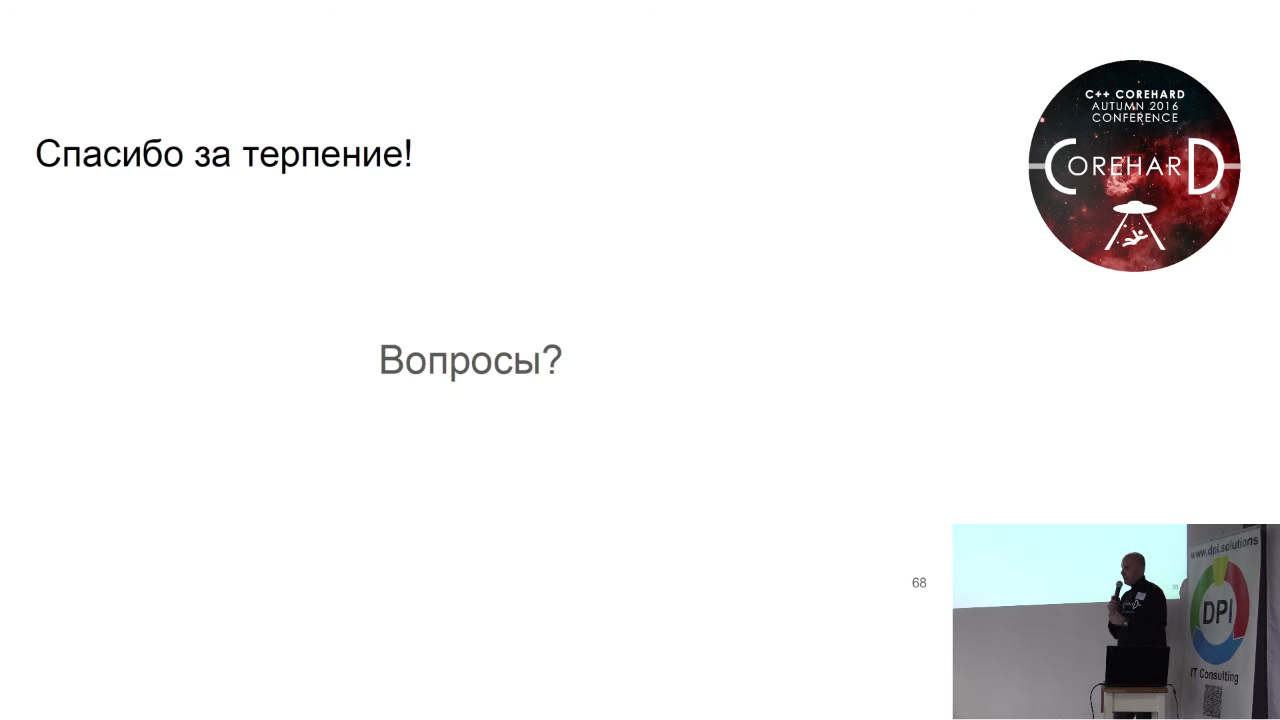 Спасибо за терпение!
C++ COREHARD
AUTUMN 2016
CONFERENCE
COREHARD
Вопросы?
68
www.dpi.solutions
DPI
IT Consulting